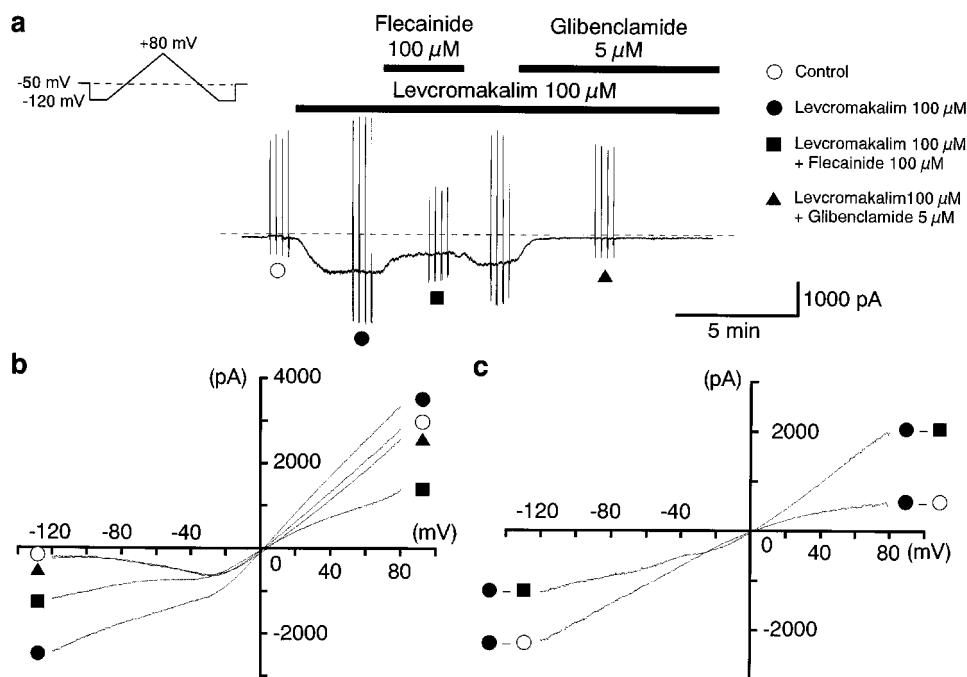 a
+80 mV
-50 mV
-120 mV
Flecainide
100 µM
Glibenclamide
5 µM
Levcromakalim 100 µM
Control
Levcromakalim 100 µM
Levcromakalim 100 µM
+ Flecainide 100 µM
Levcromakalim100 µM
+ Glibenclamide 5 µM
1000 pA
5 min
b
(pA)
4000
2000
-120
-80
-40
0
40
80
(mV)
-2000
c
(pA)
2000
-120
-80
-40
0
40
80
(mV)
-2000